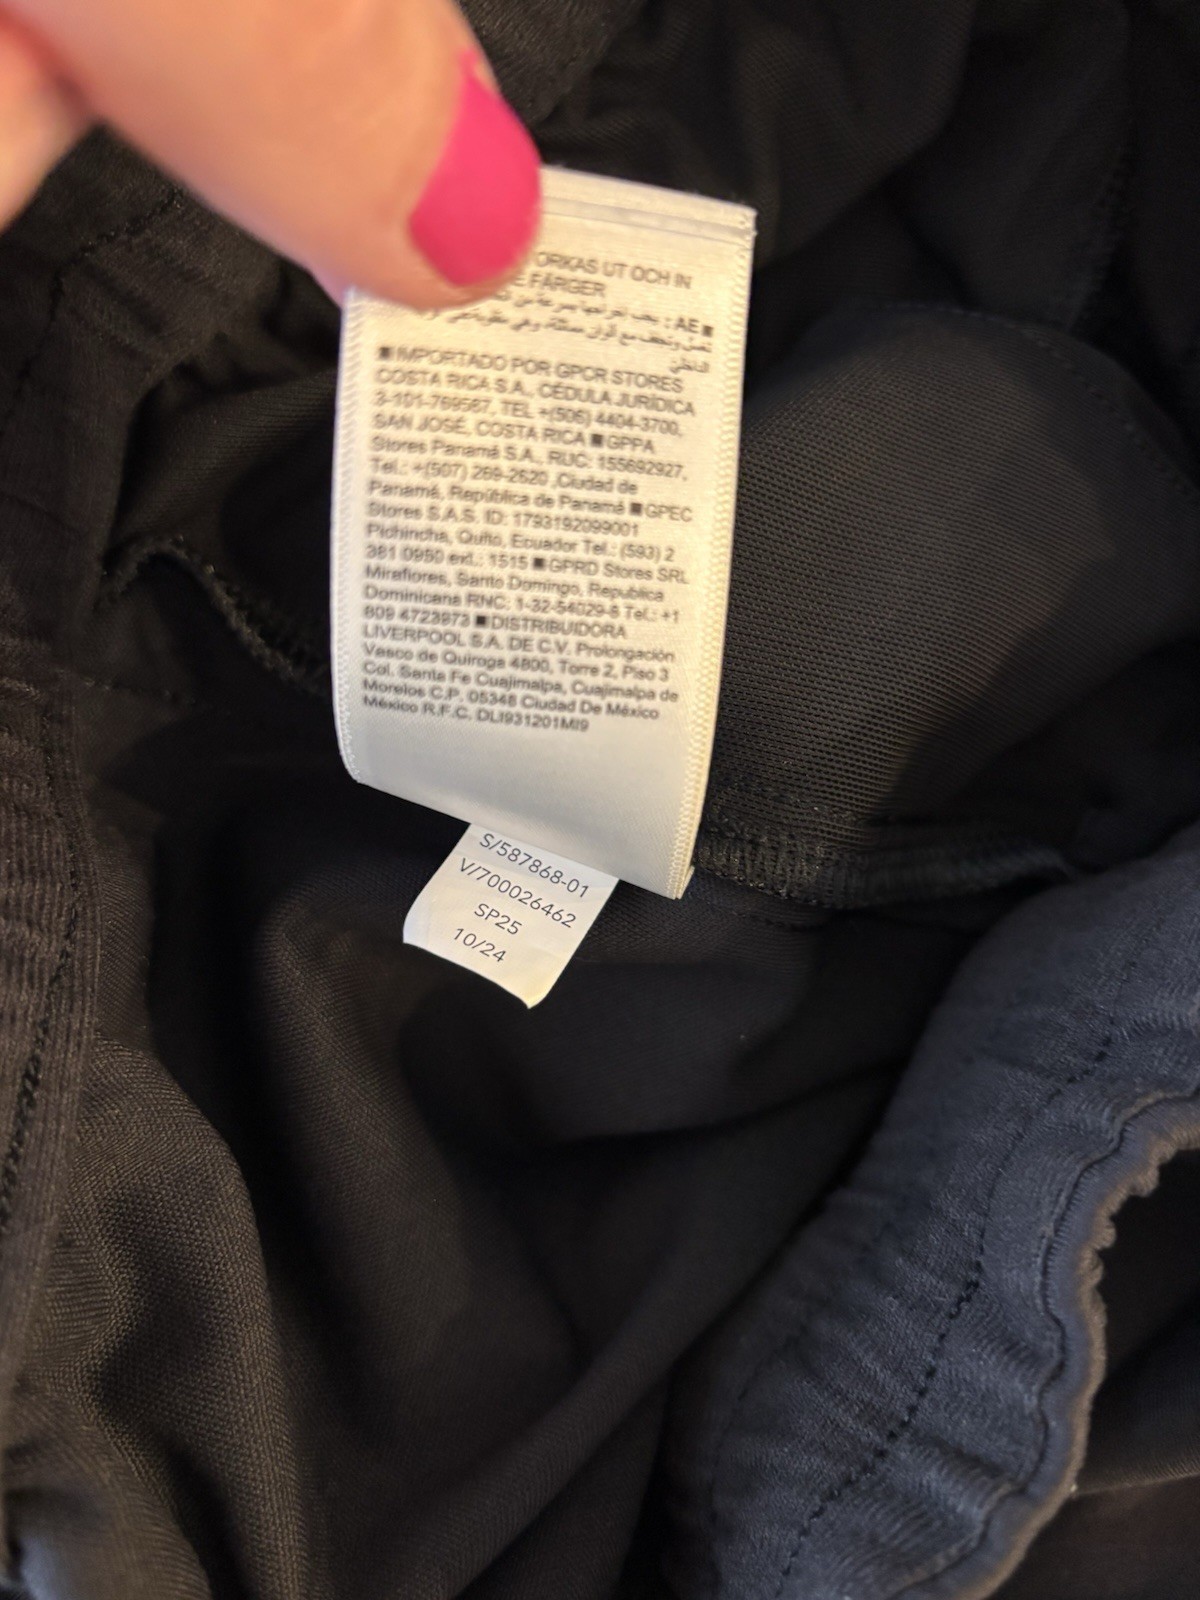 ORKAS UT OCH IN
E FÄRGER
: AE ■
■ IMPORTADO POR GPCR STORES
COSTA RICA S.A., CÉDULA JURÍDICA
3-101-769567, TEL +(506) 4404-3700,
SAN JOSÉ, COSTA RICA ■ GPPA
Stores Panamá S.A., RUC: 155692927,
Tel.: +(507) 269-2620 ,Ciudad de
Panamá, República de Panamá ■ GPEC
Stores S.A.S. ID: 1793192099001
Pichincha, Quito, Ecuador Tel.: (593) 2
381 0950 ext.: 1515 ■ GPRD Stores SRL
Miraflores, Santo Domingo, Republica
Dominicana RNC: 1-32-54029-8 Tel.: +1
809 4723973 ■ DISTRIBUIDORA
LIVERPOOL S.A. DE C.V. Prolongación
Vasco de Quiroga 4800, Torre 2, Piso 3
Col. Santa Fe Cuajimalpa, Cuajimalpa de
Morelos C.P. 05348 Ciudad De México
México R.F.C. DLI931201MI9
S/587868-01
V/700026462
SP25
10/24